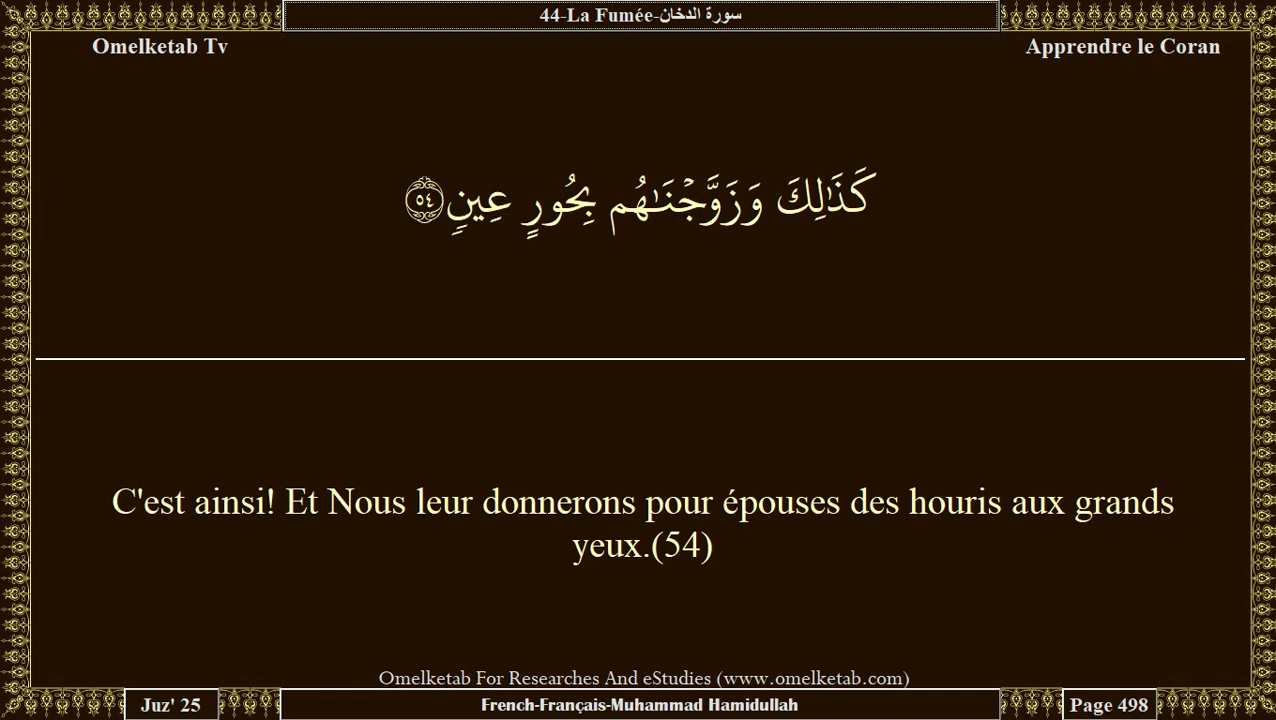 44-La Fumée-سورة الدخان
Omelketab Tv
Apprendre le Coran
كَذَٰلِكَ وَزَوَّجْنَـٰهُم بِحُورٍ عِينٍۢ ٥٤
C'est ainsi! Et Nous leur donnerons pour épouses des houris aux grands
yeux.(54)
Omelketab For Researches And eStudies (www.omelketab.com)
Juz' 25
French-Français-Muhammad Hamidullah
Page 498